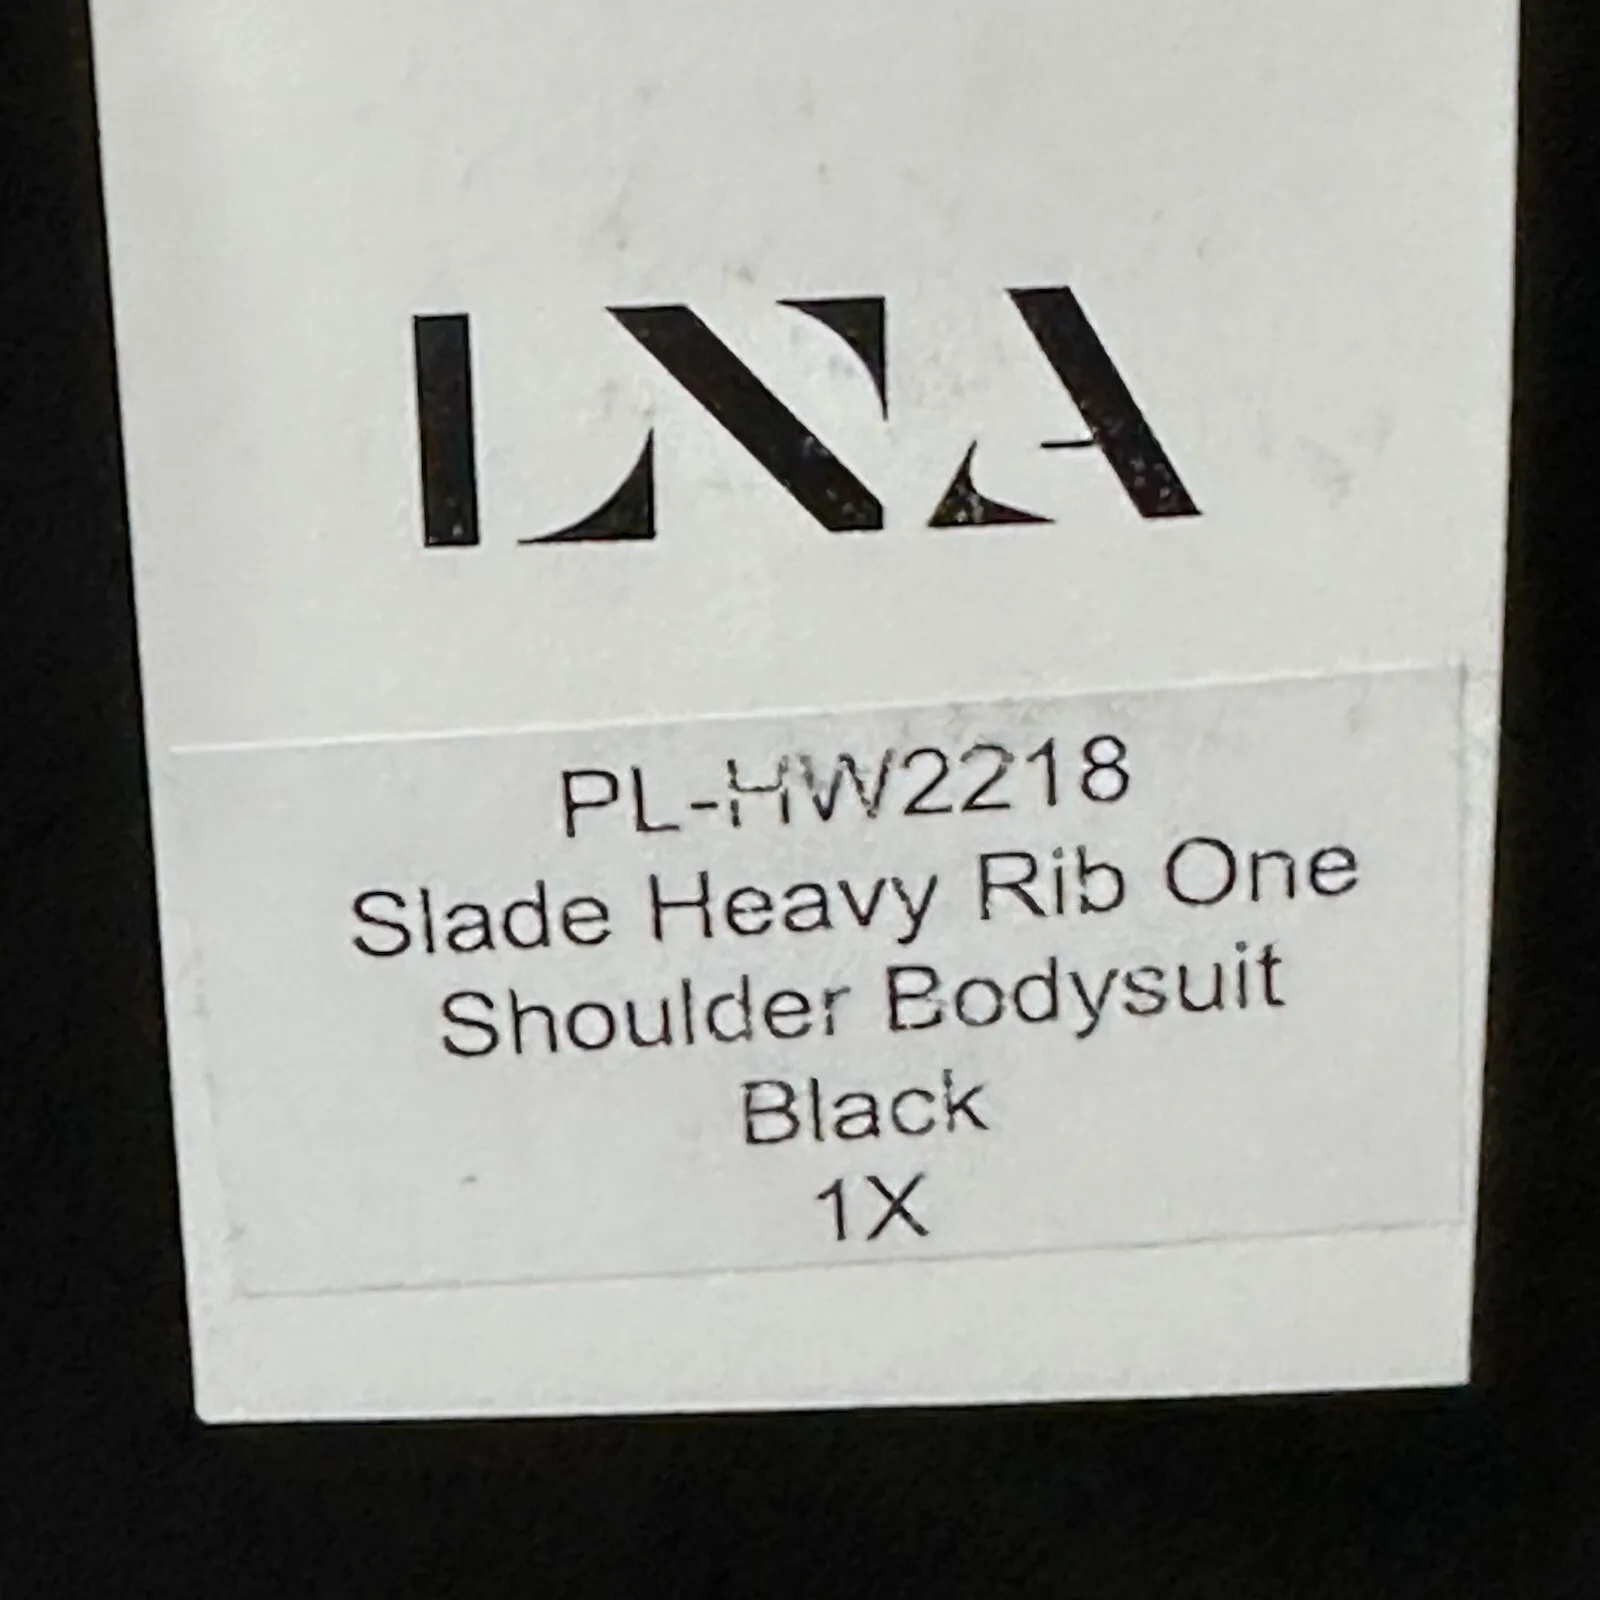 LNA
PL-HW2218
Slade Heavy Rib One
Shoulder Bodysuit
Black
1X